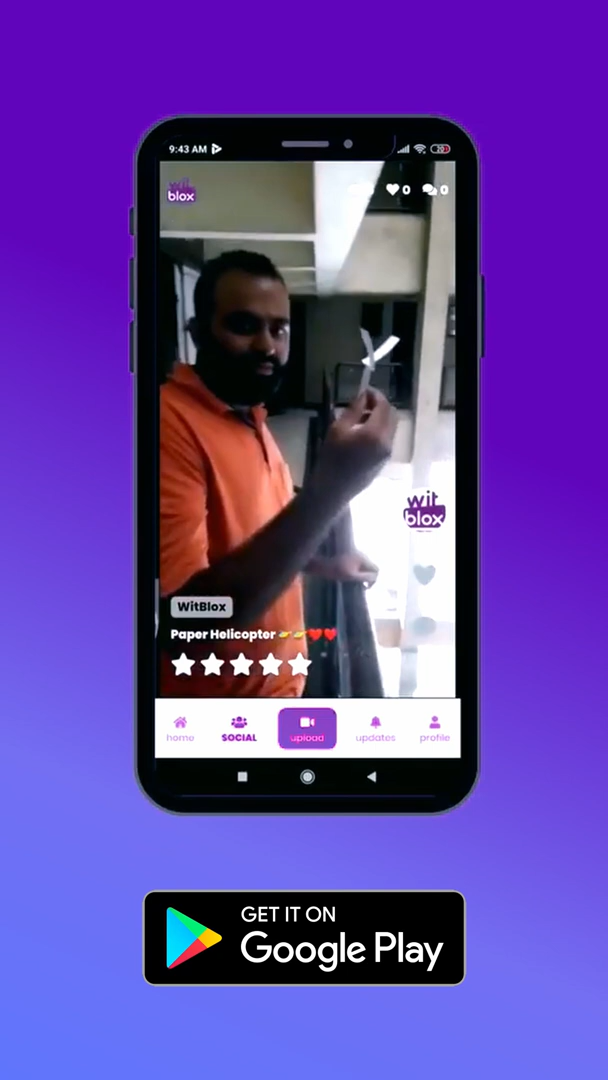 9:43 AM
20
wit
blox
0
0
wit
blox
WitBlox
Paper Helicopter
home
SOCIAL
upload
updates
profile
GET IT ON
Google Play